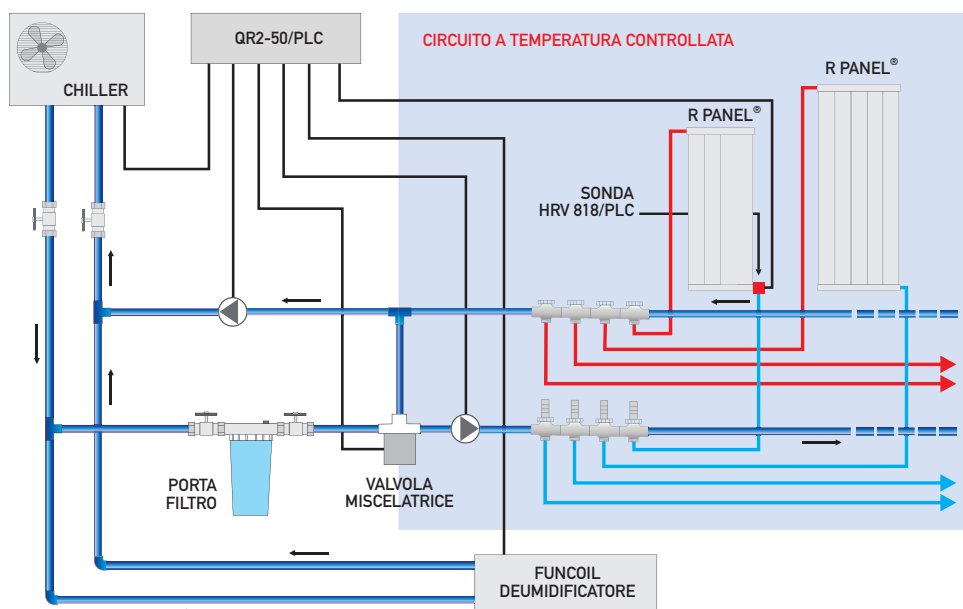 QR2-50/PLC
CIRCUITO A TEMPERATURA CONTROLLATA
CHILLER
R PANEL®
R PANEL®
SONDA
HRV 818/PLC
PORTA
FILTRO
VALVOLA
MISCELATRICE
FUNCOIL
DEUMIDIFICATORE